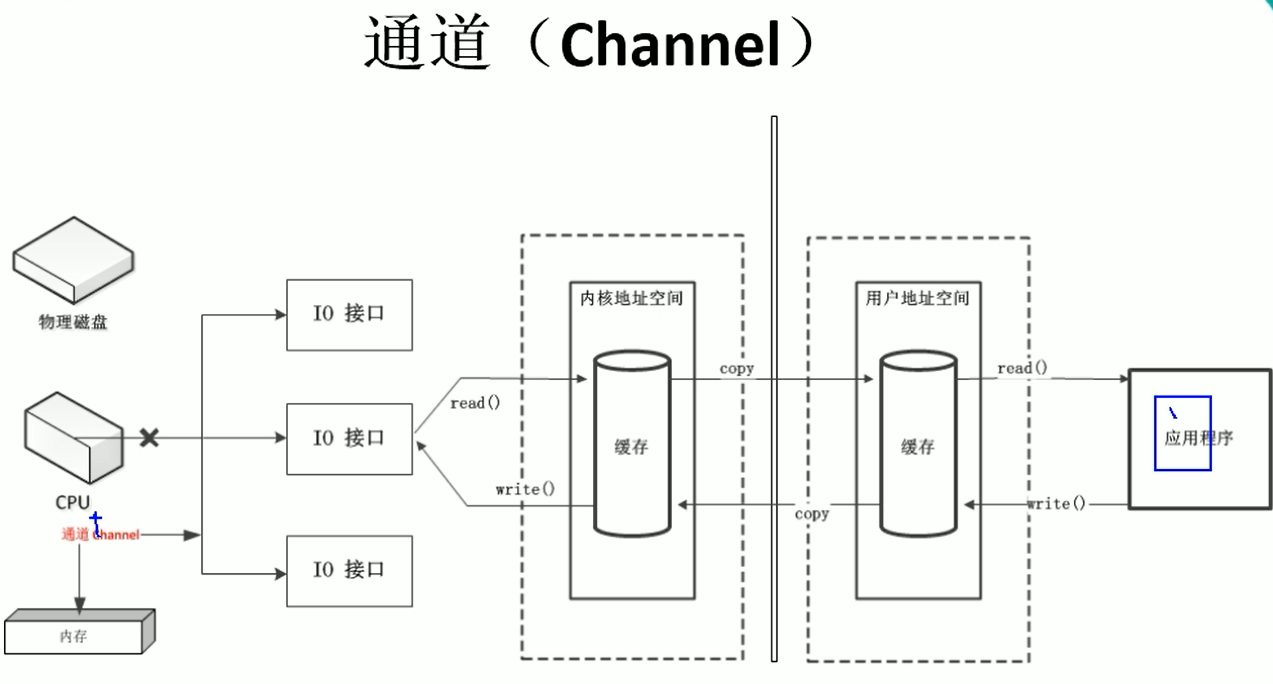 通道（Channel）
物理磁盘
CPU
通道 Channel
内存
IO 接口
IO 接口
IO 接口
read()
write()
内核地址空间
缓存
copy
copy
用户地址空间
缓存
read()
write()
应用程序